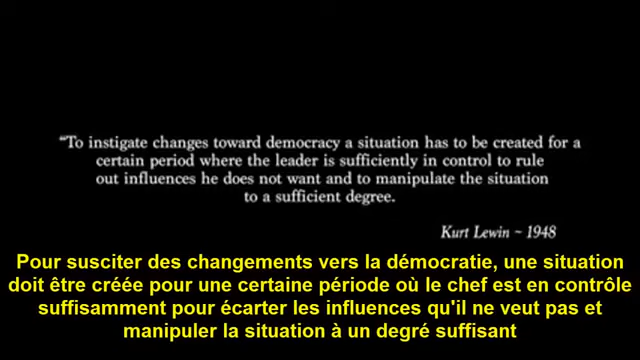 “To instigate changes toward democracy a situation has to be created for a
certain period where the leader is sufficiently in control to rule
out influences he does not want and to manipulate the situation
to a sufficient degree.
Kurt Lewin ~ 1948
Pour susciter des changements vers la démocratie, une situation
doit être créée pour une certaine période où le chef est en contrôle
suffisamment pour écarter les influences qu'il ne veut pas et
manipuler la situation à un degré suffisant